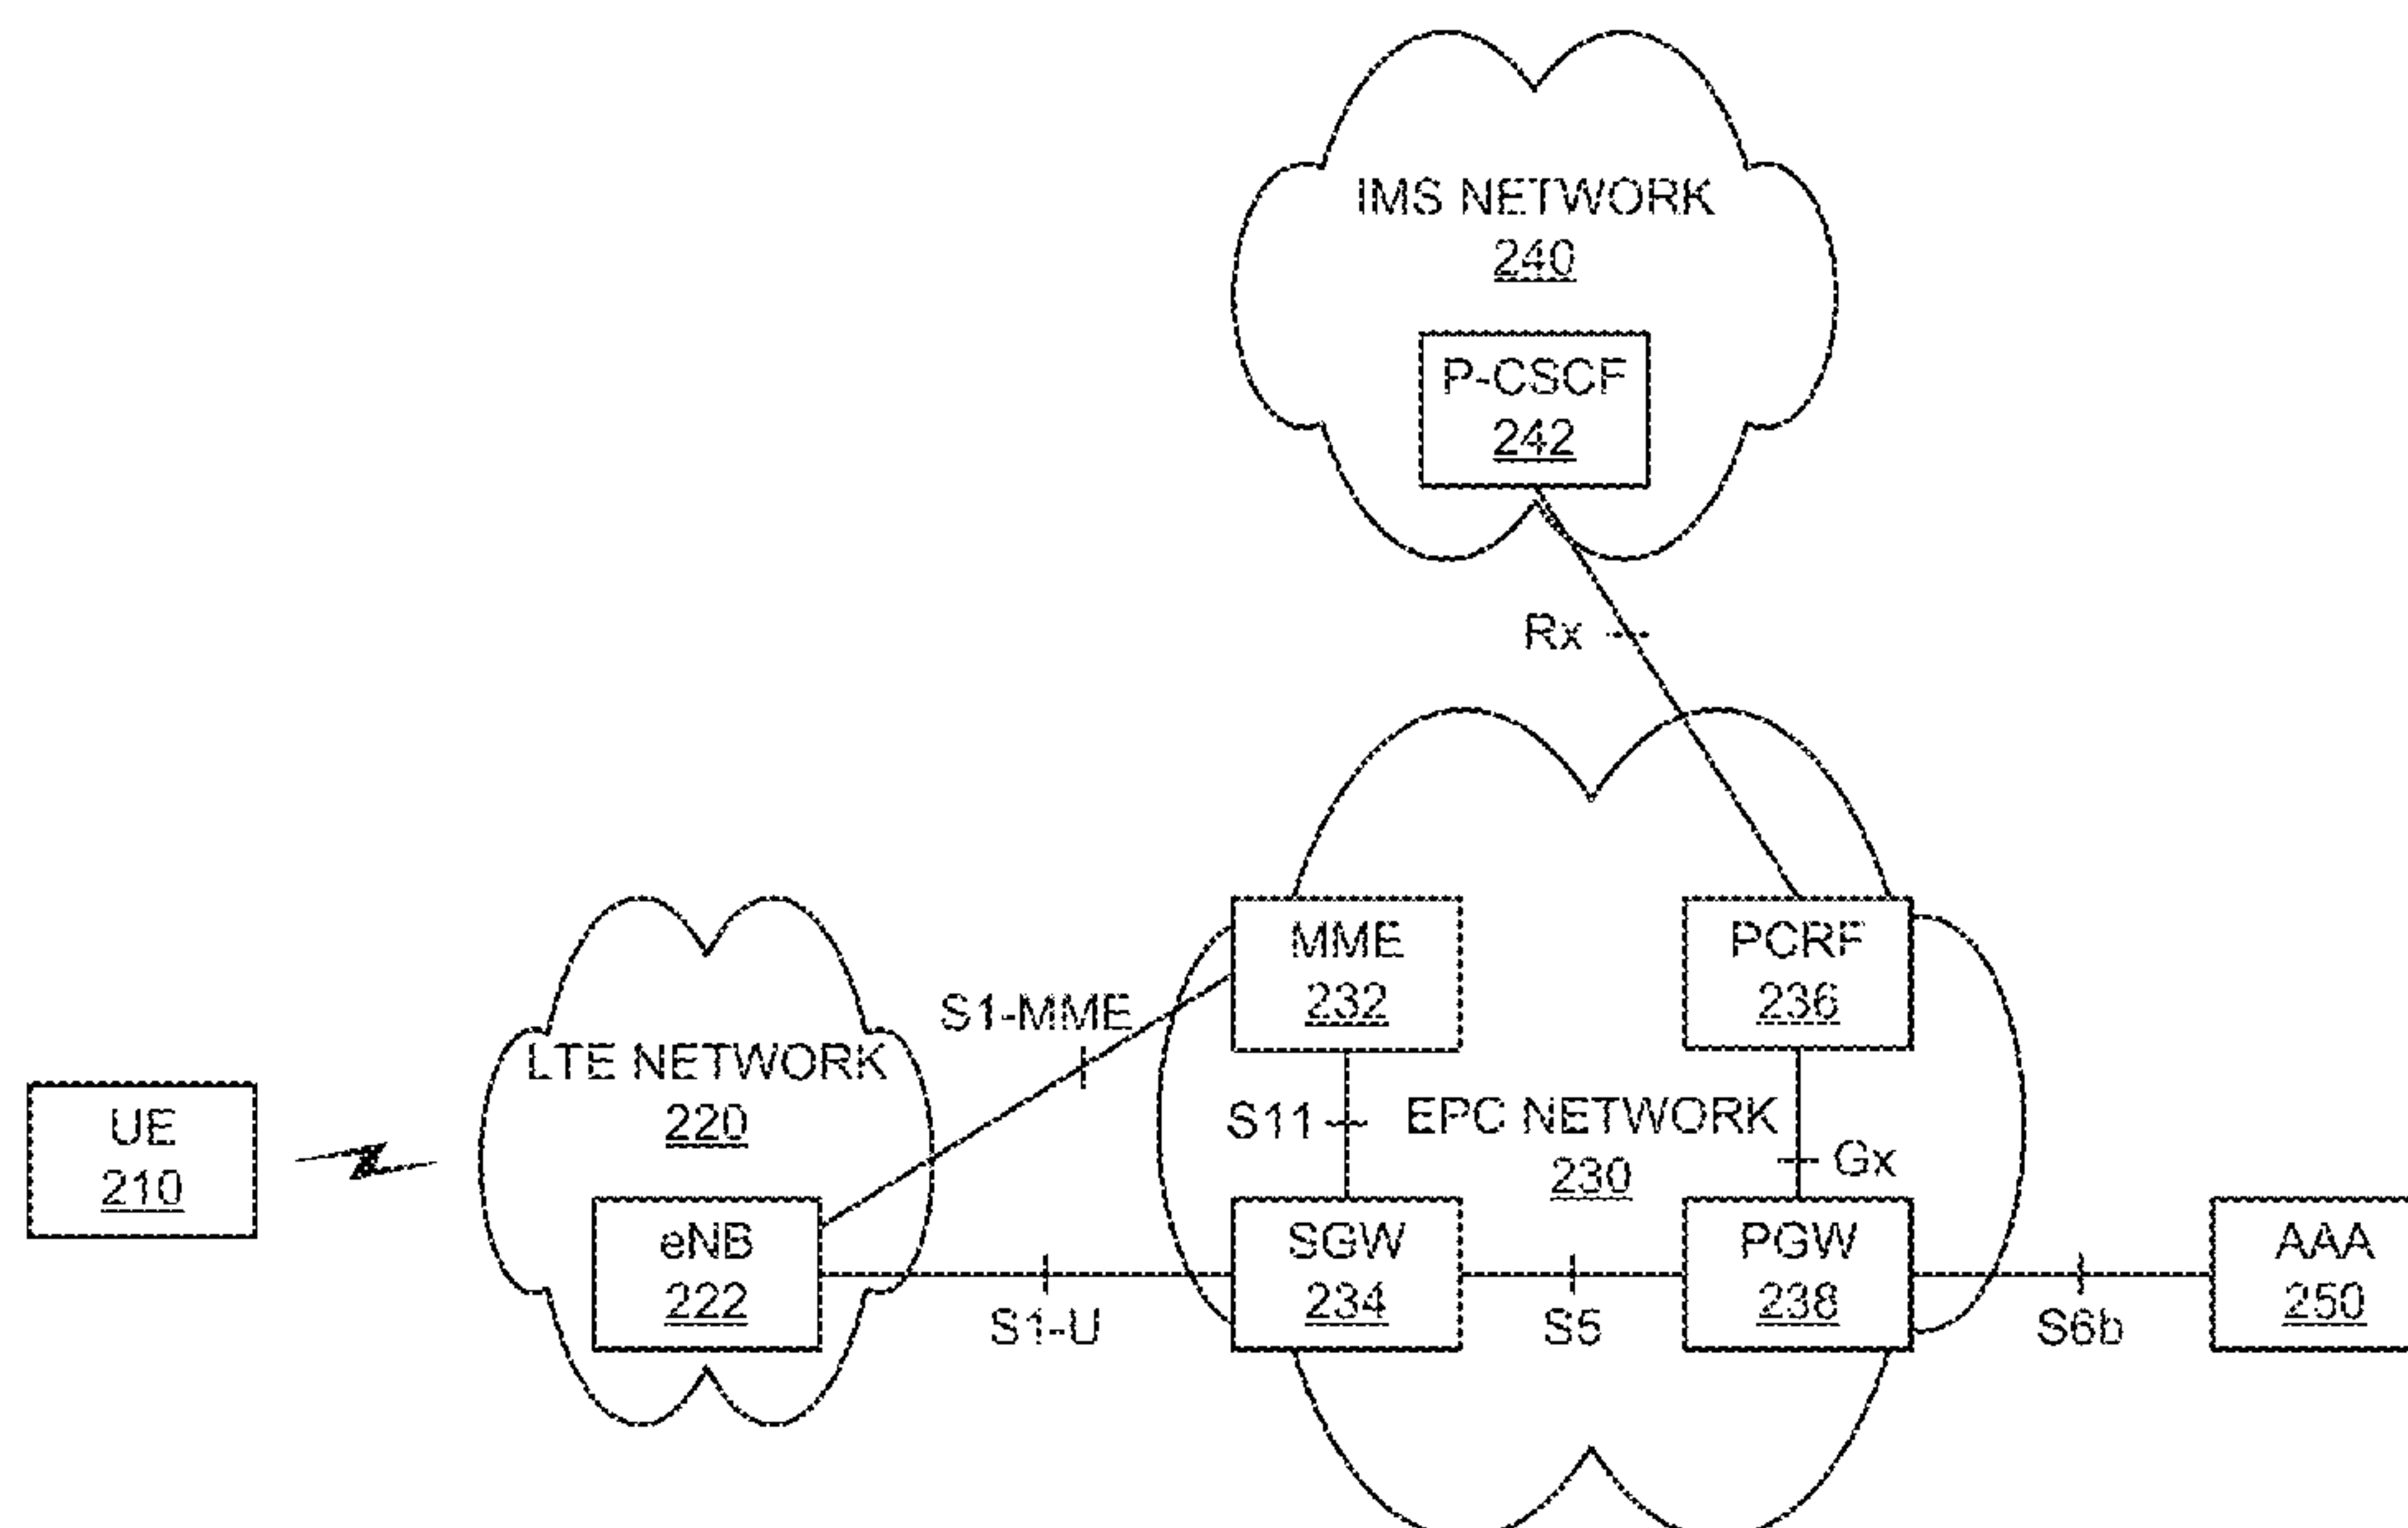 IMS NETWORK
240
P-CSCF
242
Rx
MME
232
PCRF
236
S1-MME
LTE NETWORK
220
UE
210
S11
EPC NETWORK
230
Gx
eNB
222
SGW
234
PGW
238
AAA
250
S1-U
S5
S6b